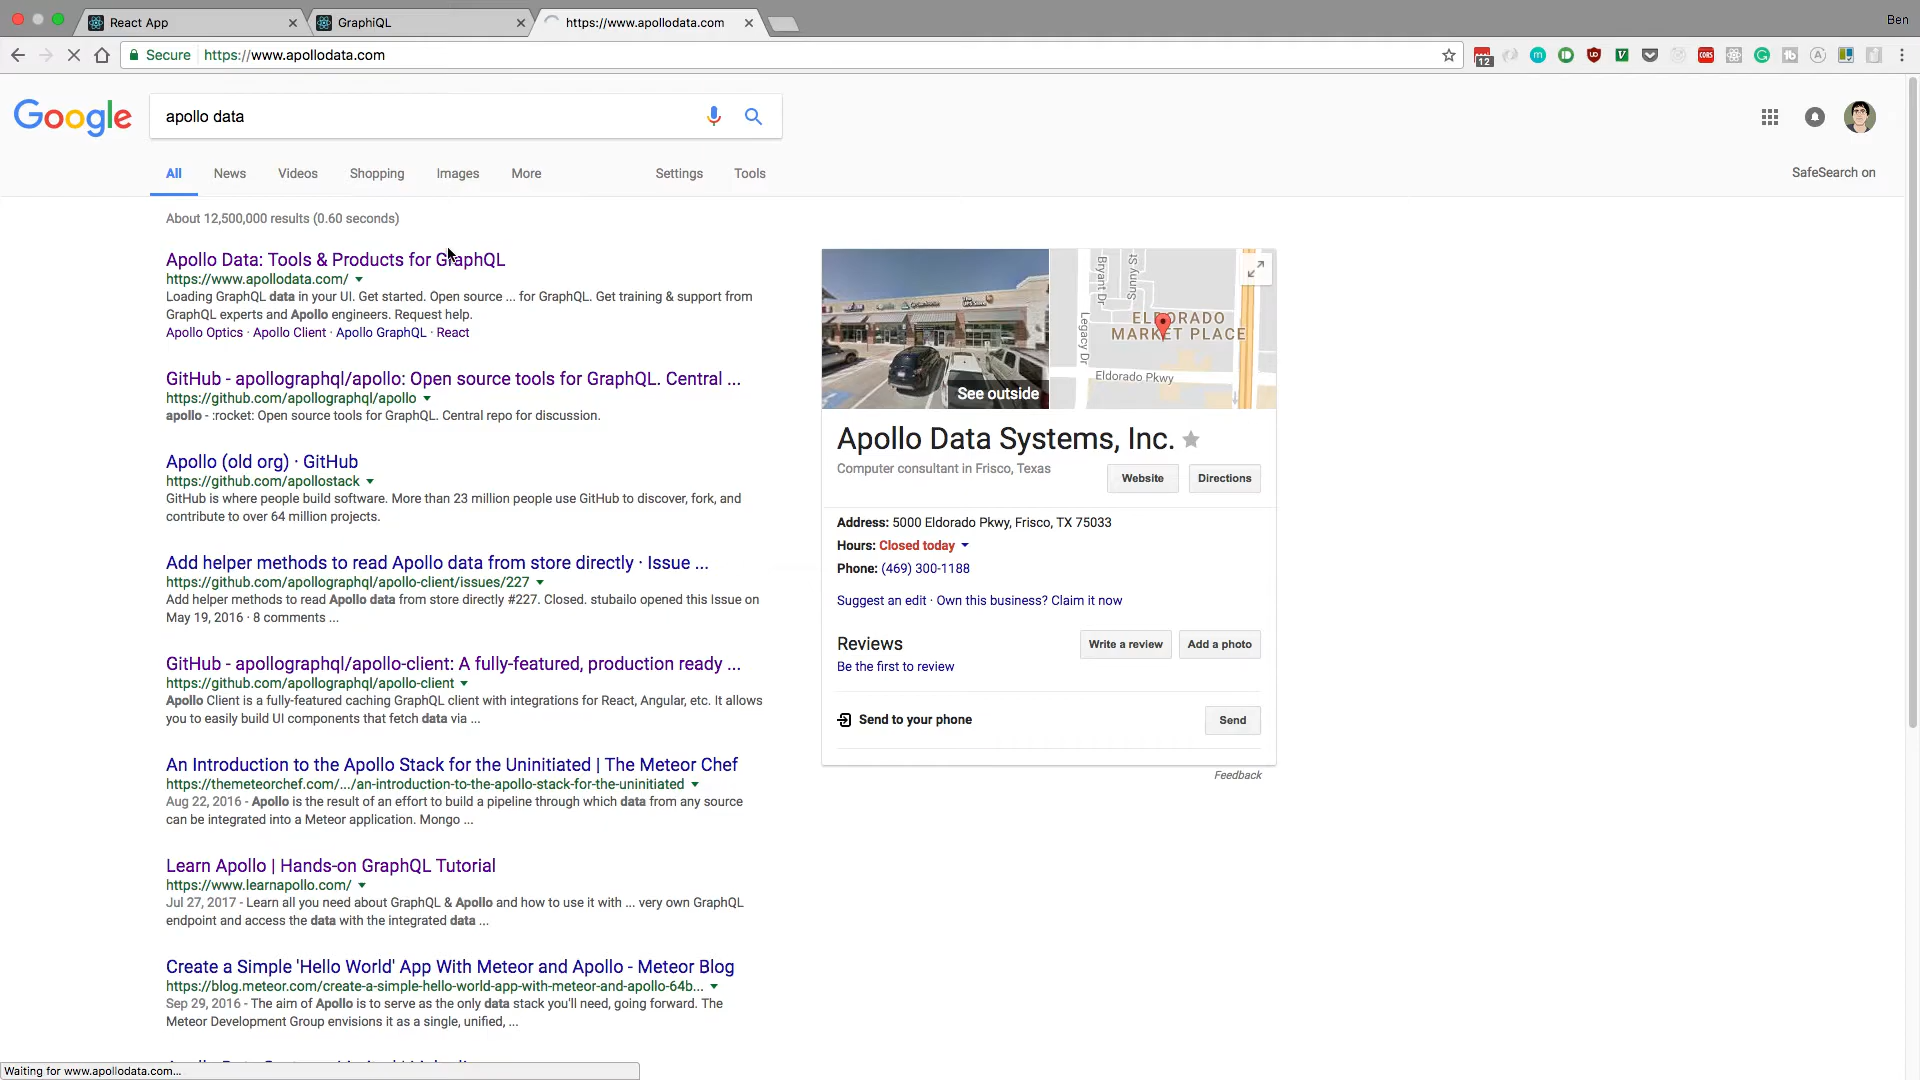 React App
GraphiQL
https://www.apollodata.com
Ben
Secure
https://www.apollodata.com
12
Google
apollo data
All
News
Videos
Shopping
Images
More
Settings
Tools
SafeSearch on
About 12,500,000 results (0.60 seconds)
Apollo Data: Tools & Products for GraphQL
https://www.apollodata.com/
Loading GraphQL data in your UI. Get started. Open source ... for GraphQL. Get training & support from
GraphQL experts and Apollo engineers. Request help.
Apollo Optics · Apollo Client · Apollo GraphQL · React
GitHub - apollographql/apollo: Open source tools for GraphQL. Central ...
https://github.com/apollographql/apollo
apollo - :rocket: Open source tools for GraphQL. Central repo for discussion.
Apollo (old org) · GitHub
https://github.com/apollostack
GitHub is where people build software. More than 23 million people use GitHub to discover, fork, and
contribute to over 64 million projects.
Add helper methods to read Apollo data from store directly · Issue ...
https://github.com/apollographql/apollo-client/issues/227
Add helper methods to read Apollo data from store directly #227. Closed. stubailo opened this Issue on
May 19, 2016 · 8 comments ...
GitHub - apollographql/apollo-client: A fully-featured, production ready ...
https://github.com/apollographql/apollo-client
Apollo Client is a fully-featured caching GraphQL client with integrations for React, Angular, etc. It allows
you to easily build UI components that fetch data via ...
An Introduction to the Apollo Stack for the Uninitiated | The Meteor Chef
https://themeteorchef.com/.../an-introduction-to-the-apollo-stack-for-the-uninitiated
Aug 22, 2016 - Apollo is the result of an effort to build a pipeline through which data from any source
can be integrated into a Meteor application. Mongo ...
Learn Apollo | Hands-on GraphQL Tutorial
https://www.learnapollo.com/
Jul 27, 2017 - Learn all you need about GraphQL & Apollo and how to use it with ... very own GraphQL
endpoint and access the data with the integrated data ...
Create a Simple 'Hello World' App With Meteor and Apollo - Meteor Blog
https://blog.meteor.com/create-a-simple-hello-world-app-with-meteor-and-apollo-64b...
Sep 29, 2016 - The aim of Apollo is to serve as the only data stack you'll need, going forward. The
Meteor Development Group envisions it as a single, unified, ...
Waiting for www.apollodata.com...
See outside
Bryant Dr
Sunny St
Legacy Dr
MARKET PLACE
Eldorado Pkwy
Apollo Data Systems, Inc.
Computer consultant in Frisco, Texas
Website
Directions
Address: 5000 Eldorado Pkwy, Frisco, TX 75033
Hours: Closed today
Phone: (469) 300-1188
Suggest an edit · Own this business? Claim it now
Reviews
Write a review
Add a photo
Be the first to review
Send to your phone
Send
Feedback